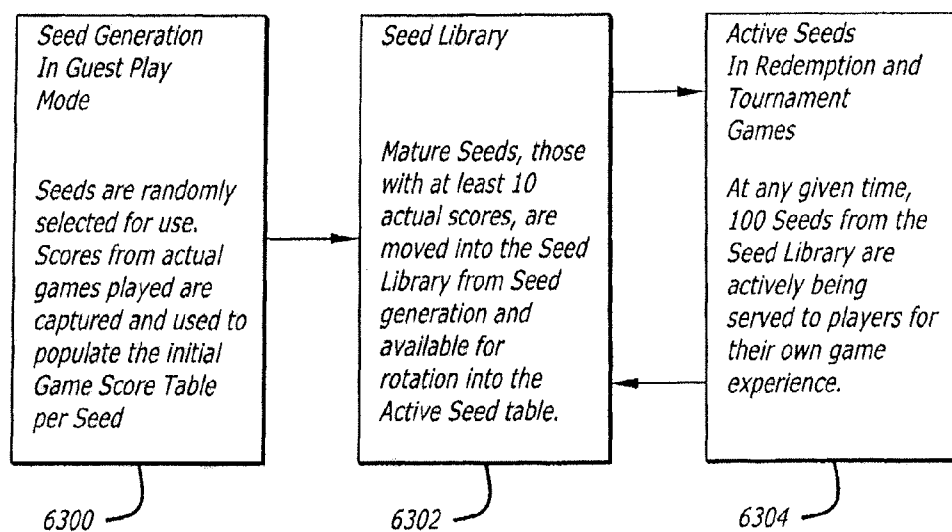 Seed Generation
In Guest Play
Mode
Seeds are randomly
selected for use.
Scores from actual
games played are
captured and used to
populate the initial
Game Score Table
per Seed
6300
Seed Library
Mature Seeds, those
with at least 10
actual scores, are
moved into the Seed
Library from Seed
generation and
available for
rotation into the
Active Seed table.
6302
Active Seeds
In Redemption and
Tournament
Games
At any given time,
100 Seeds from the
Seed Library are
actively being
served to players for
their own game
experience.
6304